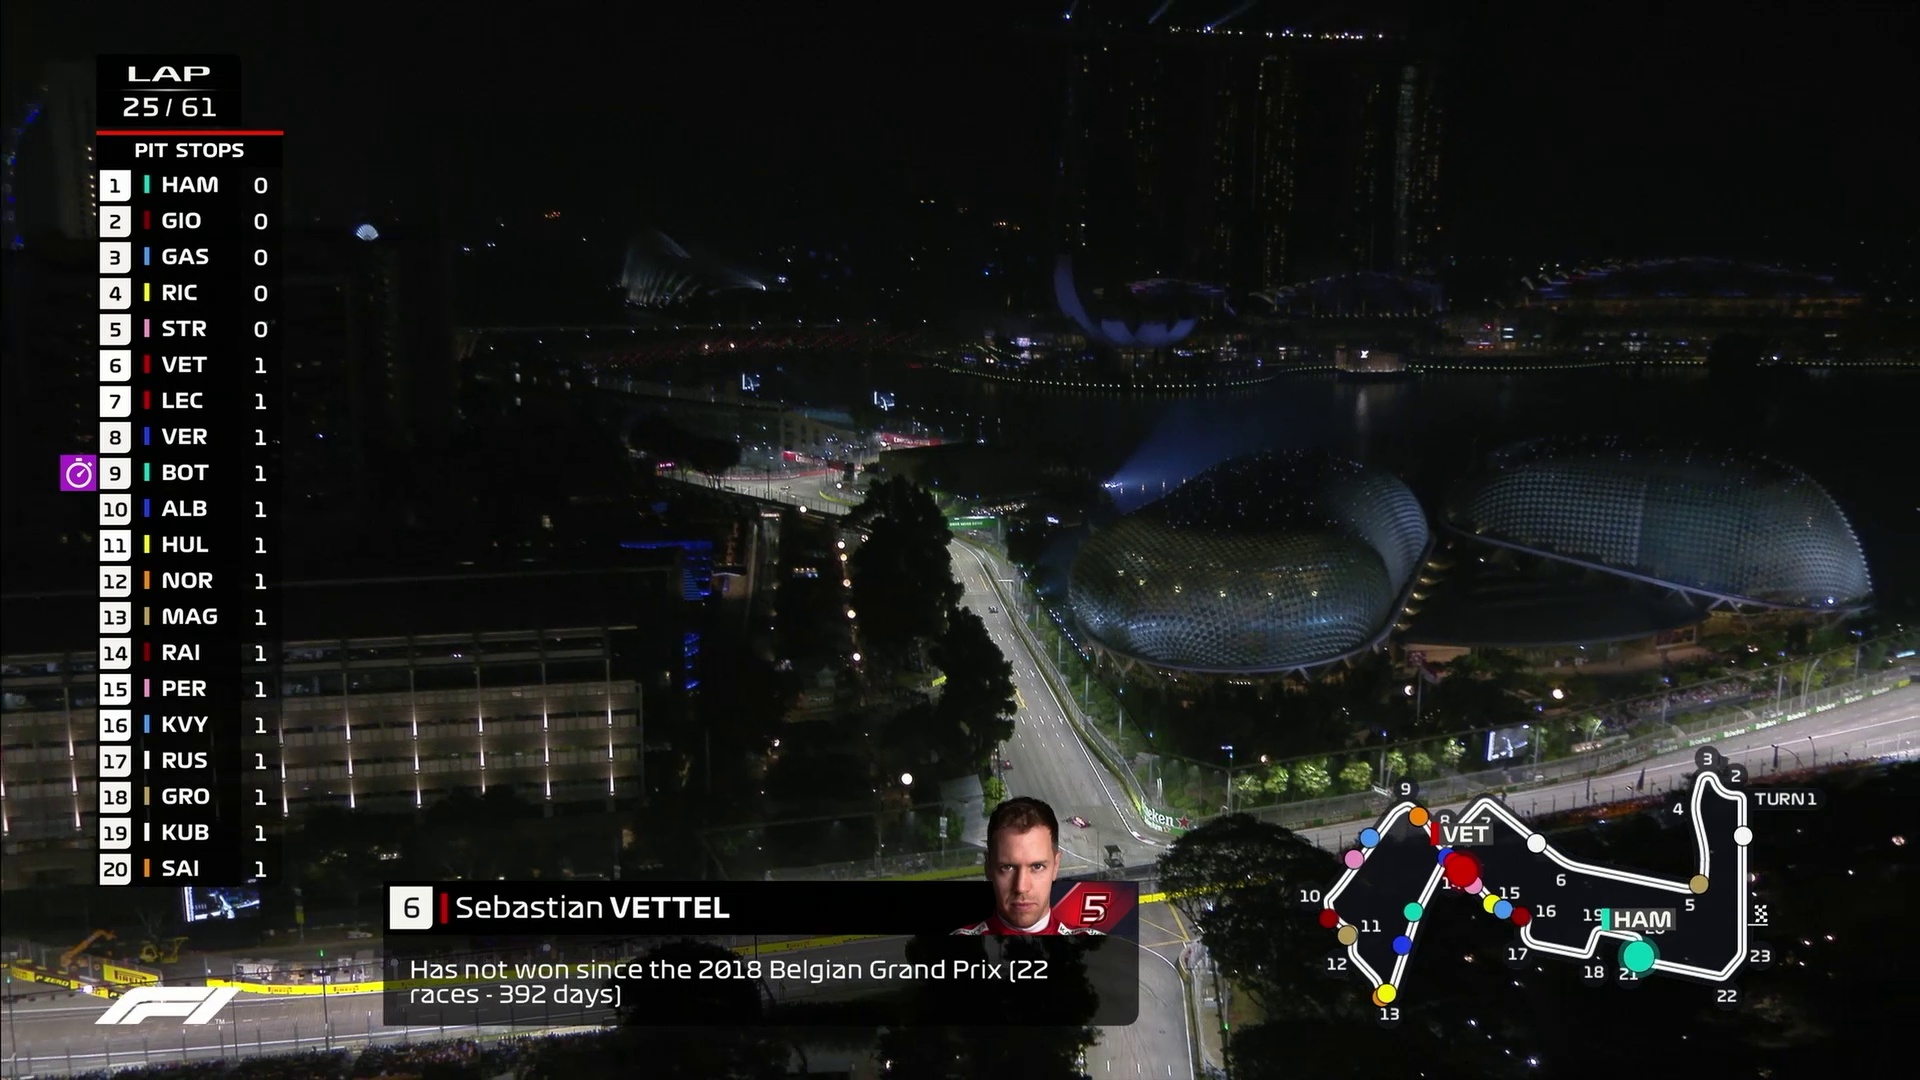 LAP
25/61
PIT STOPS
1 HAM 0
2 GIO 0
3 GAS 0
4 RIC 0
5 STR 0
6 VET 1
7 LEC 1
8 VER 1
9 BOT 1
10 ALB 1
11 HUL 1
12 NOR 1
13 MAG 1
14 RAI 1
15 PER 1
16 KVY 1
17 RUS 1
18 GRO 1
19 KUB 1
20 SAI 1
6 Sebastian VETTEL 5
Has not won since the 2018 Belgian Grand Prix (22
races - 392 days)
F1
PIRELLI
3
2
TURN 1
4
9
VET
6
5
10
15
16
11
19
HAM
12
17
18
21
23
22
13